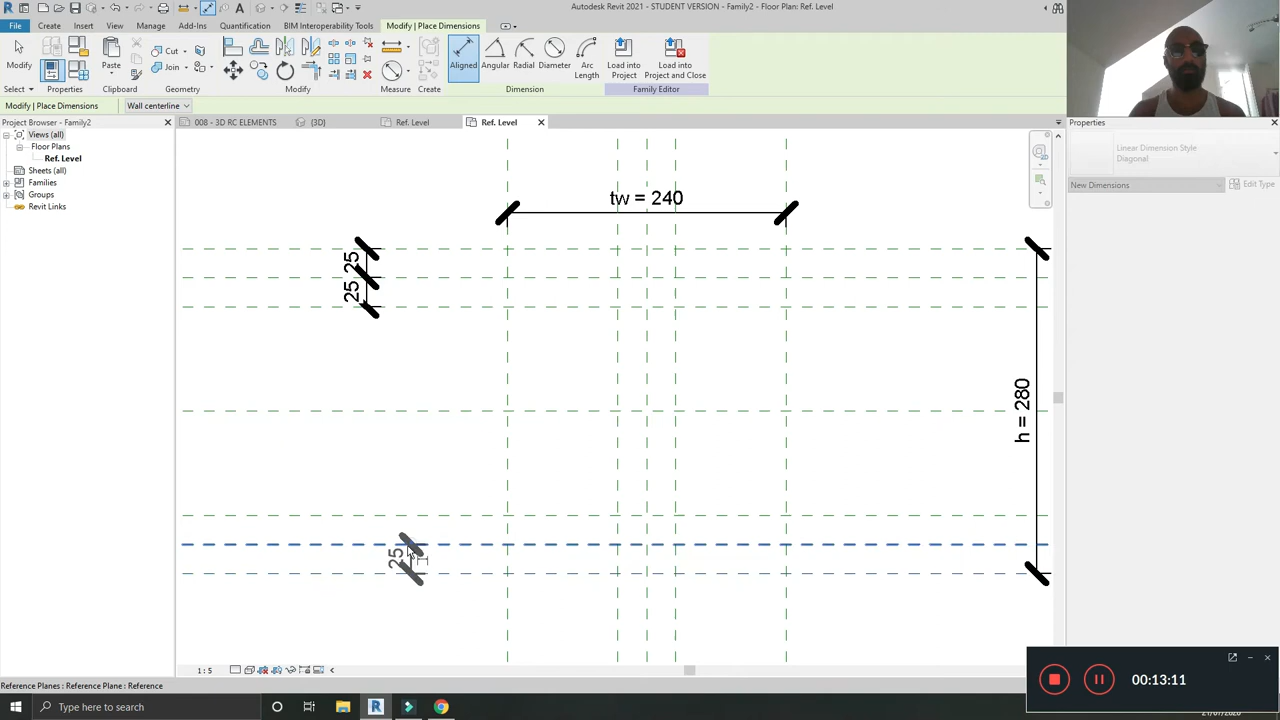 Autodesk Revit 2021 - STUDENT VERSION - Family2 - Floor Plan: Ref. Level
File Create Insert View Manage Add-Ins Quantification BIM Interoperability Tools Modify | Place Dimensions
Modify
Paste
Cut
Join
Aligned Angular Radial Diameter Arc Length
Load into Project
Load into Project and Close
Select Properties Clipboard Geometry Modify Measure Create Dimension Family Editor
Modify | Place Dimensions Wall centerline
Project Browser - Family2
Views (all)
Floor Plans
Ref. Level
Sheets (all)
Families
Groups
Revit Links
008 - 3D RC ELEMENTS
{3D}
Ref. Level
Ref. Level
Properties
Linear Dimension Style
Diagonal
New Dimensions
Edit Type
tw = 240
25
25
h = 280
25
1 : 5
Reference Planes : Reference Plane : Reference
00:13:11
Type here to search